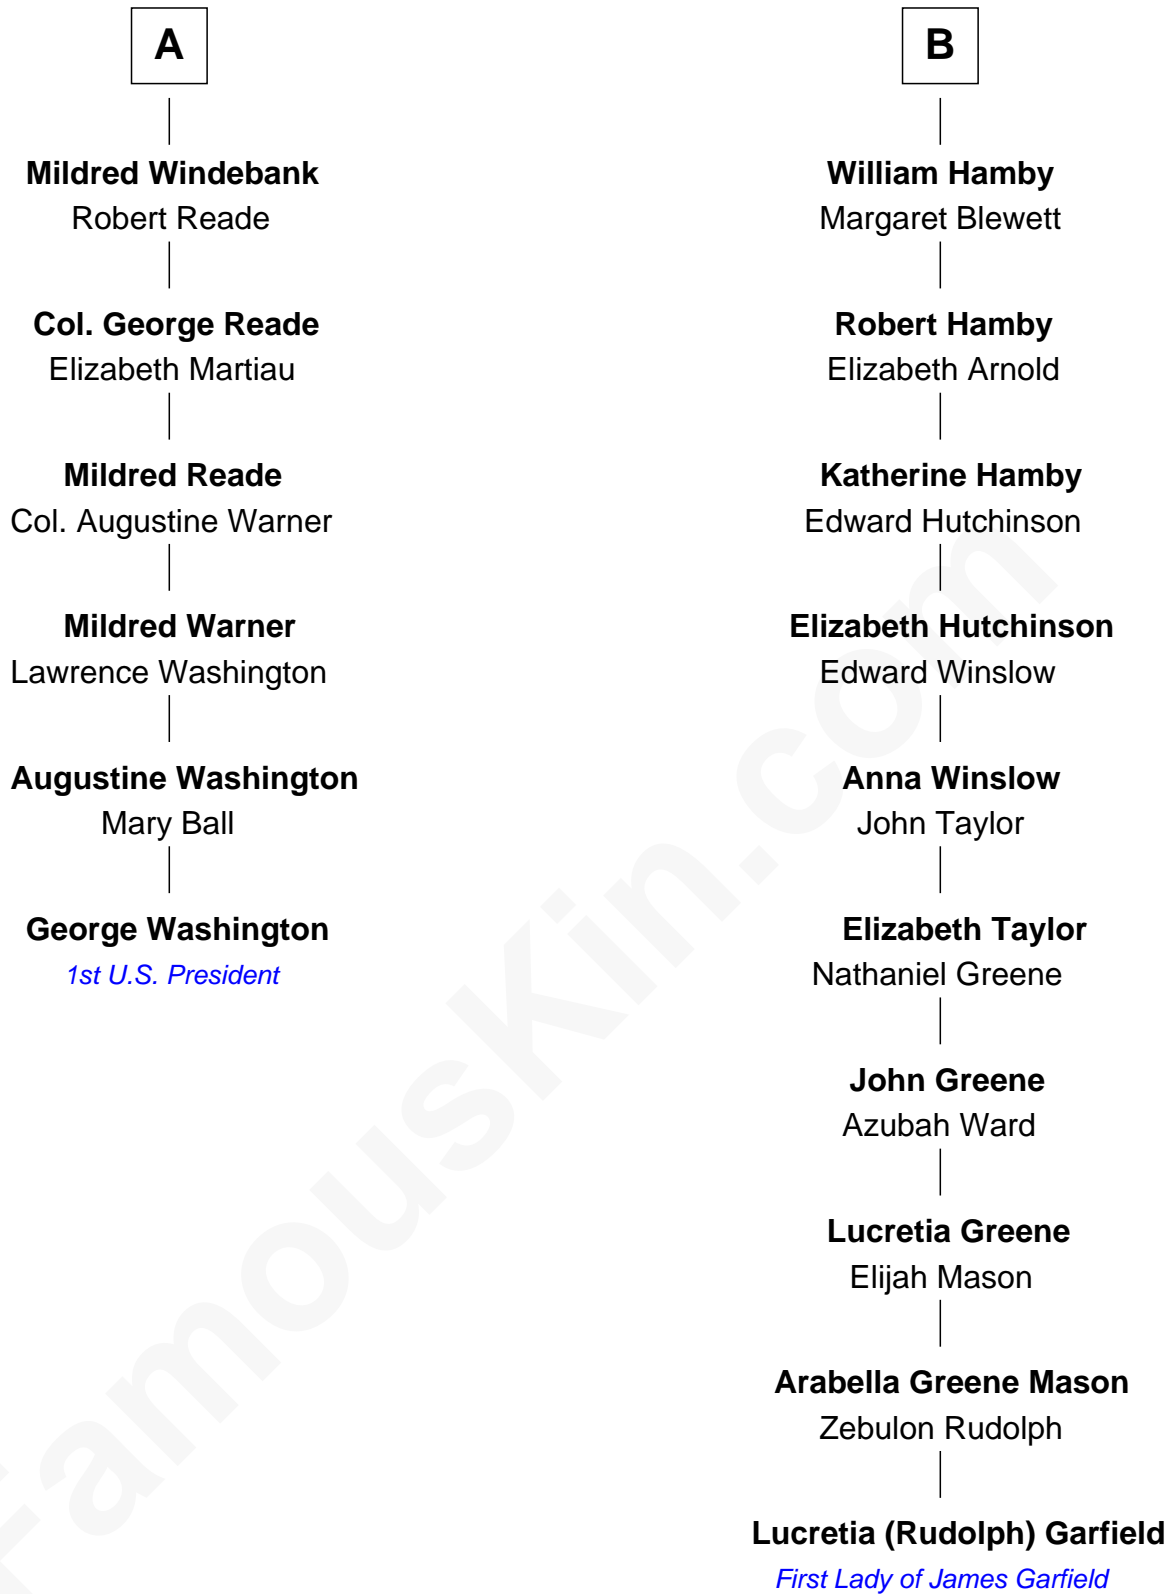 A
Mildred Windebank
Robert Reade
Col. George Reade
Elizabeth Martiau
Mildred Reade
Col. Augustine Warner
Mildred Warner
Lawrence Washington
Augustine Washington
Mary Ball
George Washington
1st U.S. President
B
William Hamby
Margaret Blewett
Robert Hamby
Elizabeth Arnold
Katherine Hamby
Edward Hutchinson
Elizabeth Hutchinson
Edward Winslow
Anna Winslow
John Taylor
Elizabeth Taylor
Nathaniel Greene
John Greene
Azubah Ward
Lucretia Greene
Elijah Mason
Arabella Greene Mason
Zebulon Rudolph
Lucretia (Rudolph) Garfield
First Lady of James Garfield
FamousKin.com